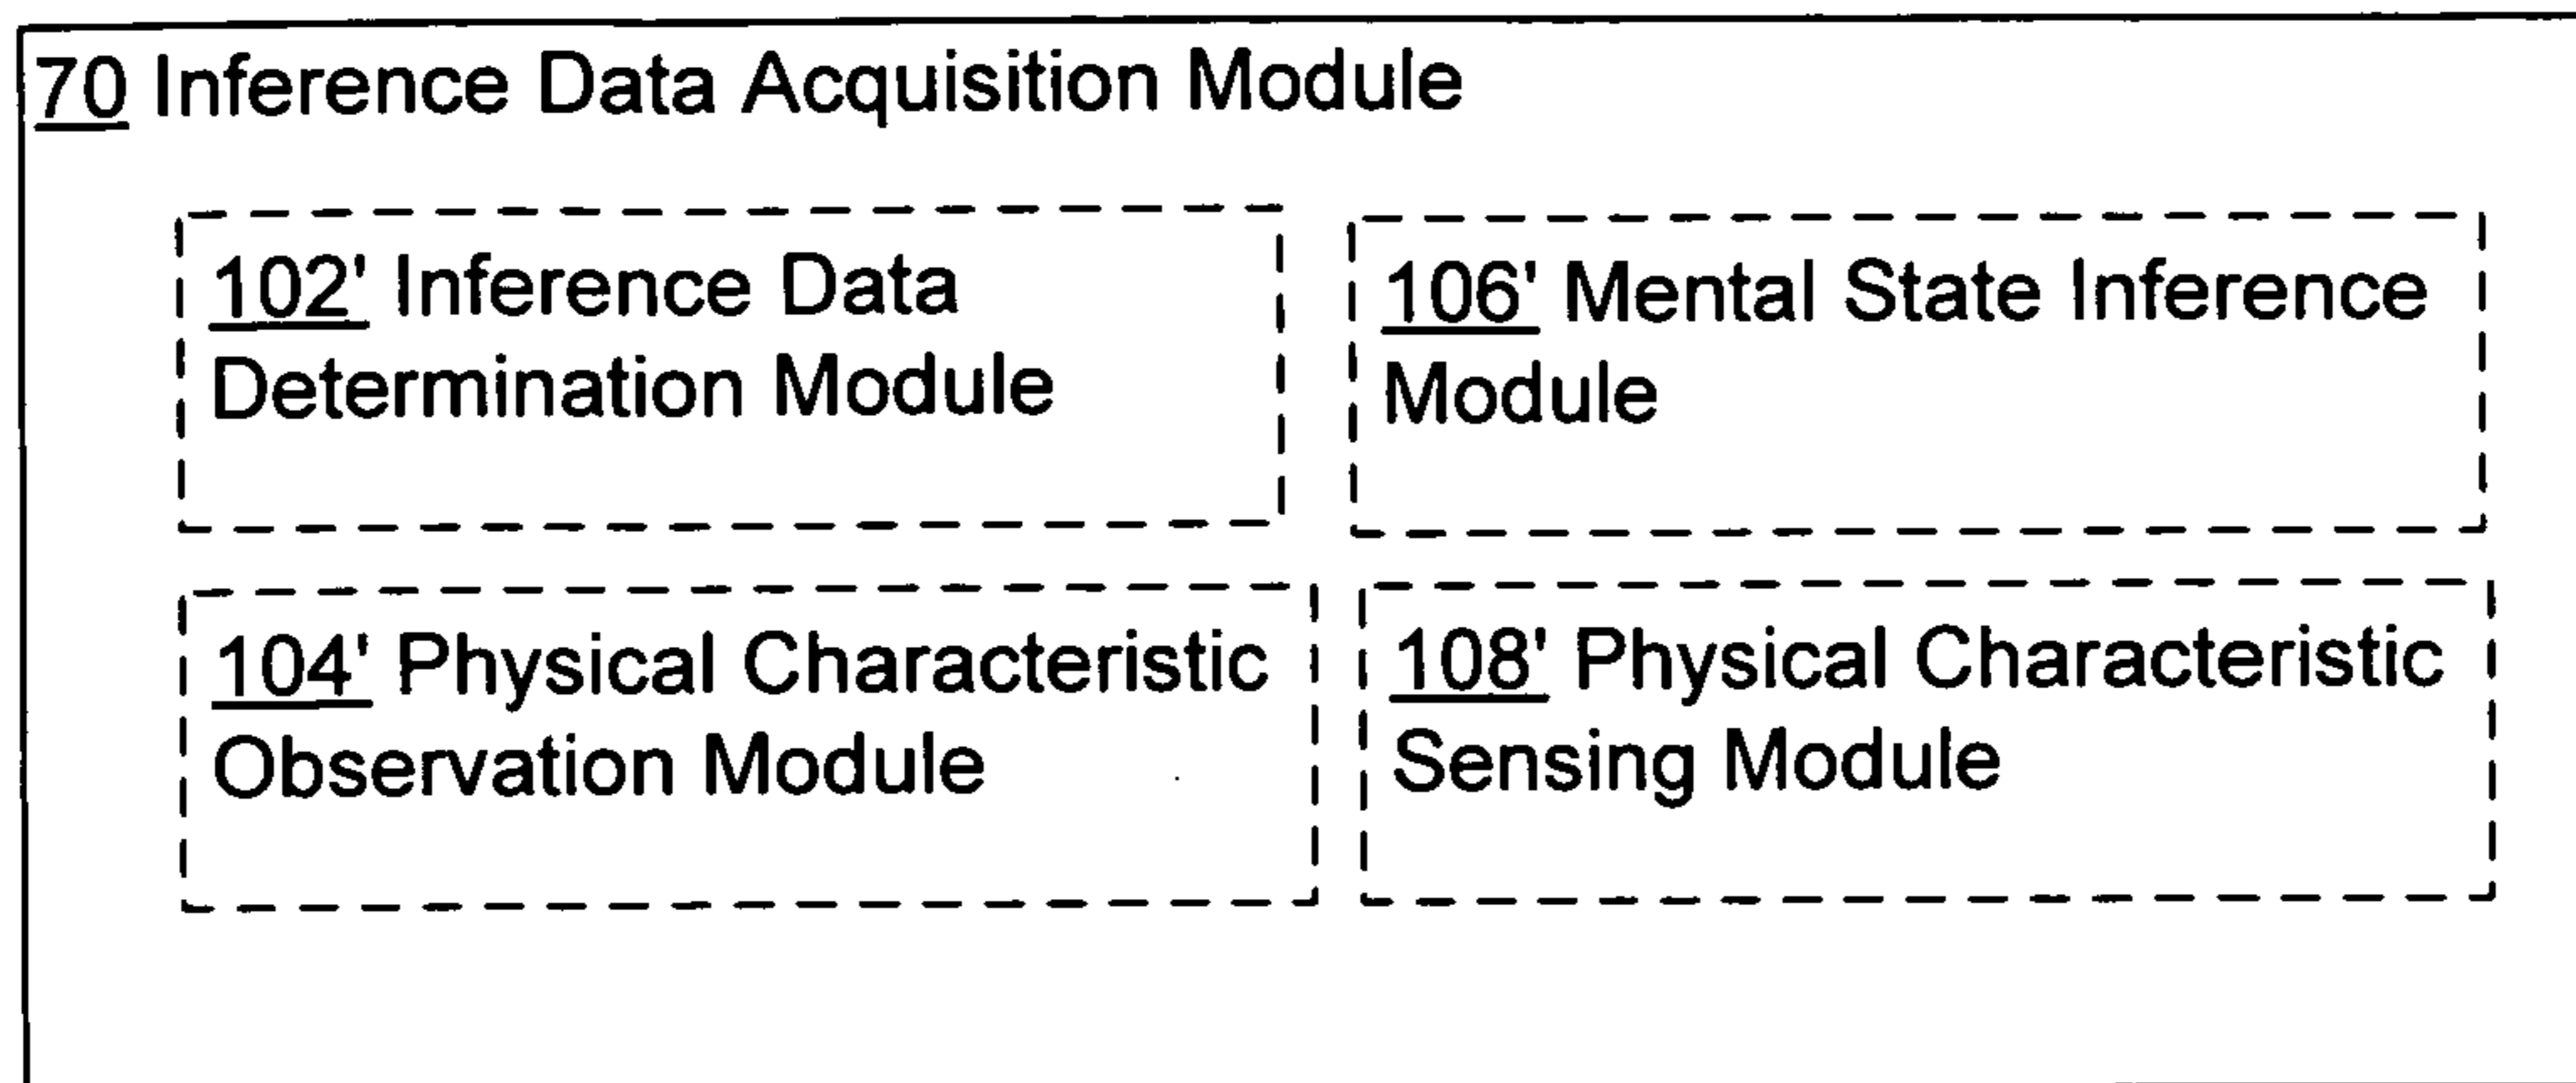 70 Inference Data Acquisition Module
102' Inference Data
Determination Module
106' Mental State Inference
Module
104' Physical Characteristic
Observation Module
108' Physical Characteristic
Sensing Module